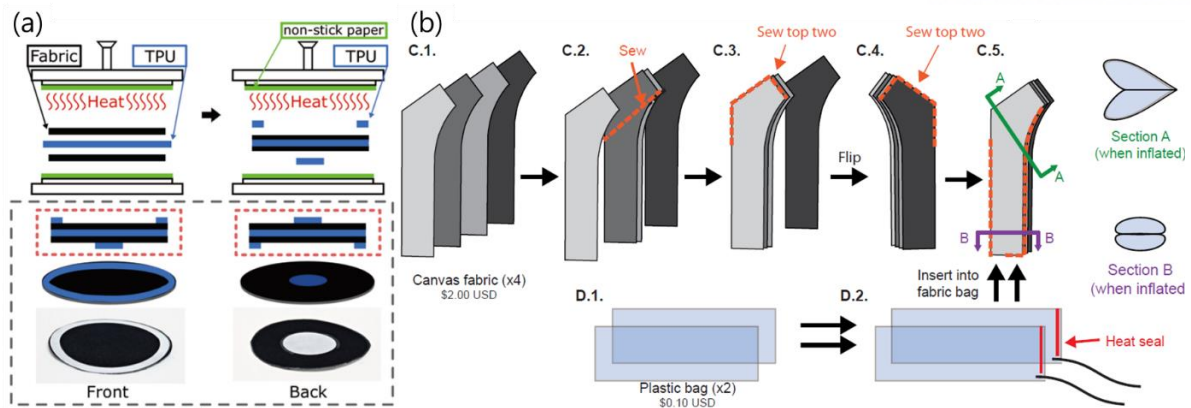 (a)
non-stick paper
Fabric
TPU
TPU
Heat
Heat
Front
Back
(b)
C.1.
C.2.
Sew
C.3.
Sew top two
C.4.
Sew top two
C.5.
A
A
Flip
B
B
Section A
(when inflated)
Section B
(when inflated)
Canvas fabric (x4)
$2.00 USD
Insert into
fabric bag
D.1.
D.2.
Heat seal
Plastic bag (x2)
$0.10 USD